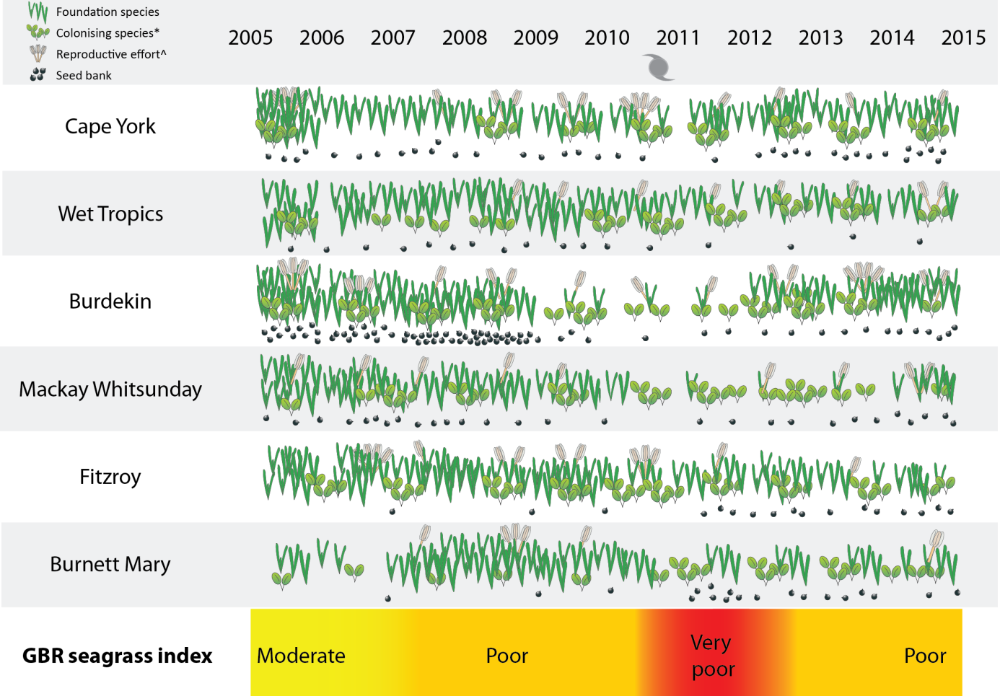 Foundation species
Colonising species*
Reproductive effort^
Seed bank
2005 2006 2007 2008 2009 2010 2011 2012 2013 2014 2015
Cape York
Wet Tropics
Burdekin
Mackay Whitsunday
Fitzroy
Burnett Mary
GBR seagrass index
Moderate
Poor
Very
poor
Poor